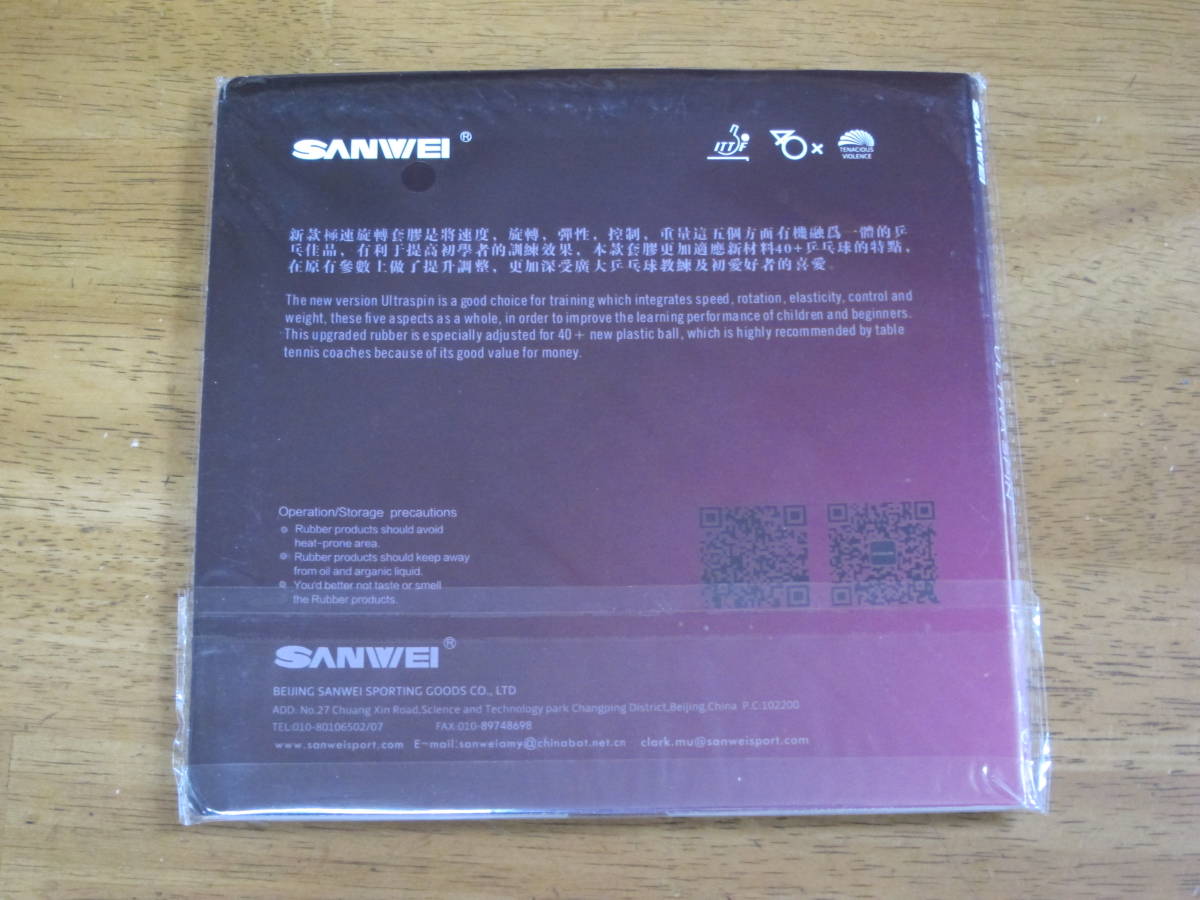 SANWEI®
ITTF
40x
TENACIOUS
VIOLENCE
SANWEI
新款極速旋轉套膠是將速度，旋轉，彈性，控制，重量這五個方面有機融爲一體的乒
乓佳品，有利于提高初學者的訓練效果，本款套膠更加適應新材料40+乒乓球的特點，
在原有參數上做了提升調整，更加深受廣大乒乓球教練及初愛好者的喜愛。
The new version Ultraspin is a good choice for training which integrates speed, rotation, elasticity, control and
weight, these five aspects as a whole, in order to improve the learning performance of children and beginners.
This upgraded rubber is especially adjusted for 40 + new plastic ball, which is highly recommended by table
tennis coaches because of its good value for money.
Operation/Storage precautions
Rubber products should avoid
heat-prone area.
Rubber products should keep away
from oil and arganic liquid.
You'd better not taste or smell
the Rubber products.
SANWEI®
BEIJING SANWEI SPORTING GOODS CO., LTD
ADD. No.27 Chuang Xin Road,Science and Technology park Changping District,Beijing,China P.C:102200
TEL:010-80106502/07 FAX:010-89748698
www.sanweisport.com E-mail:sanweiamy@chinabat.net.cn clark.mu@sanweisport.com